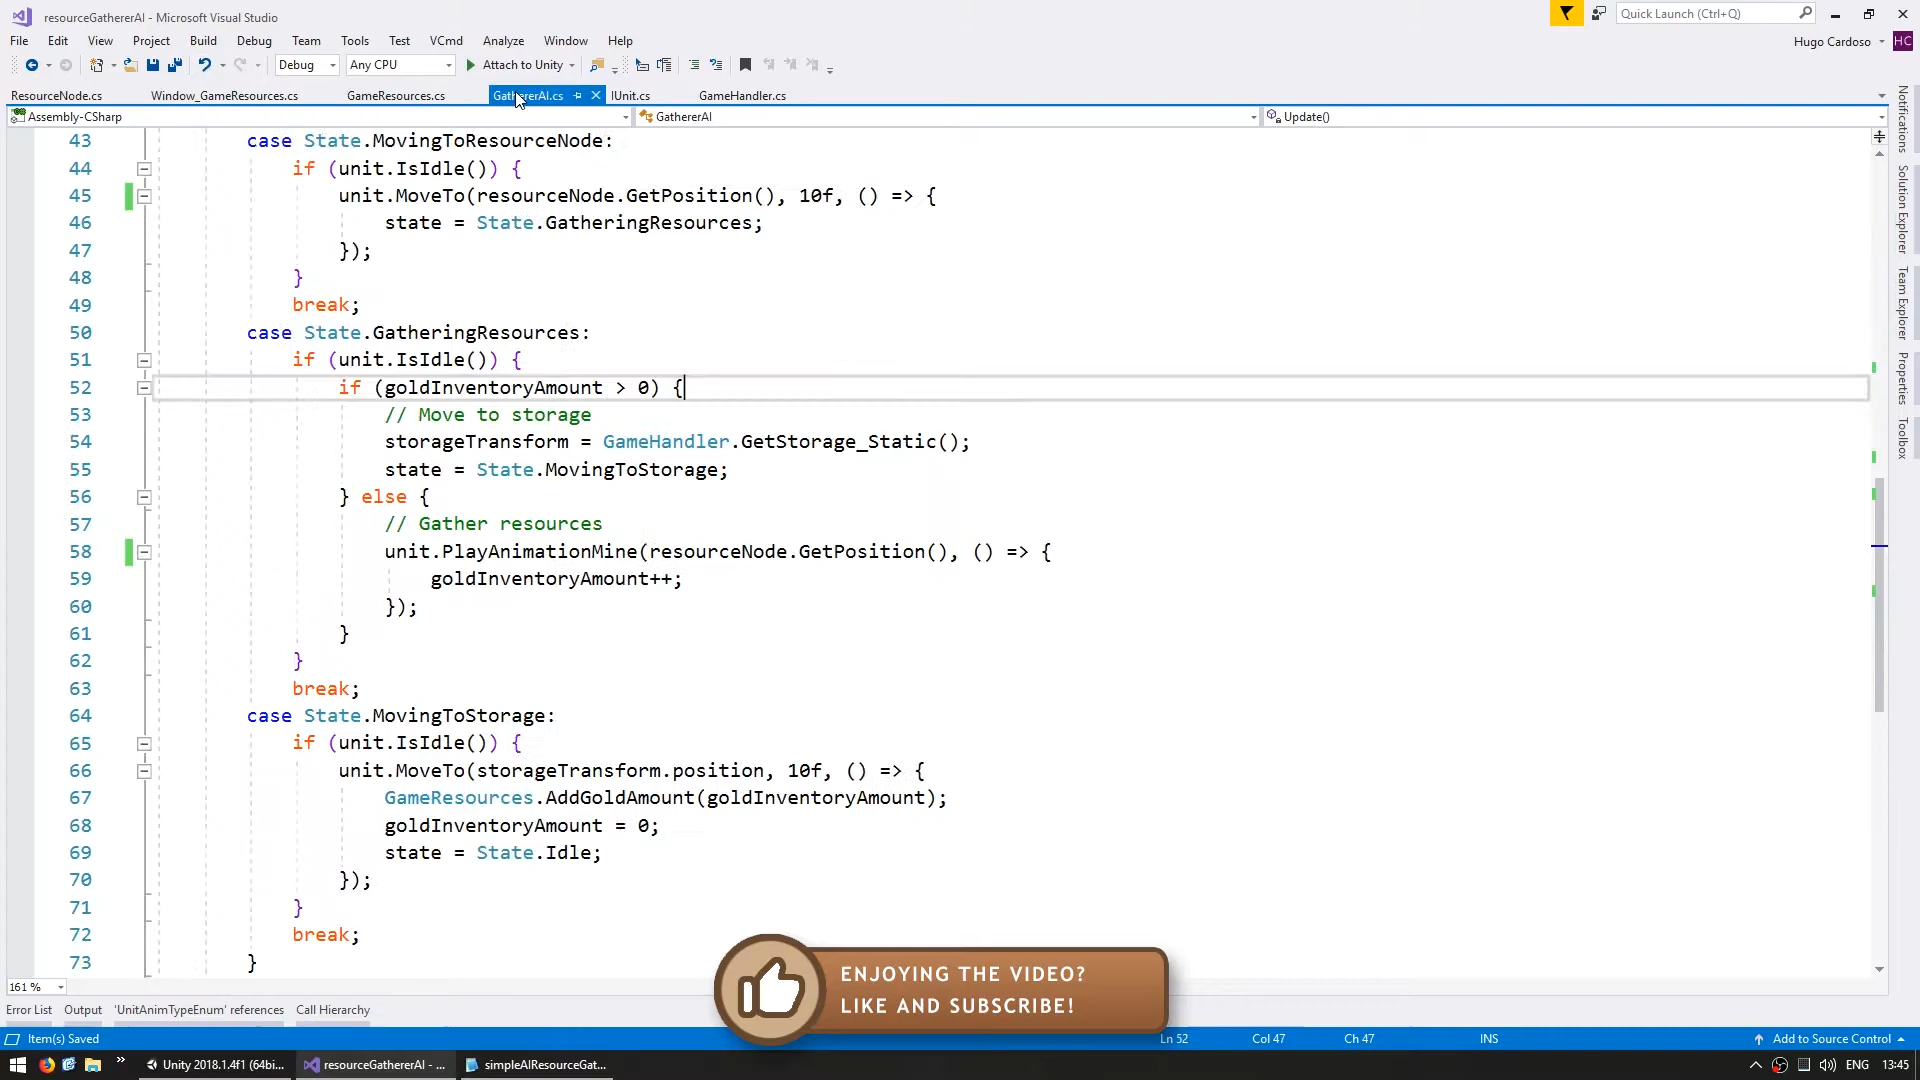 resourceGathererAI - Microsoft Visual Studio
Quick Launch (Ctrl+Q)
File Edit View Project Build Debug Team Tools Test VCmd Analyze Window Help
Hugo Cardoso HC
Debug Any CPU Attach to Unity
ResourceNode.cs Window_GameResources.cs GameResources.cs GathererAI.cs IUnit.cs GameHandler.cs
Assembly-CSharp GathererAI Update()
43 case State.MovingToResourceNode:
44 if (unit.IsIdle()) {
45 unit.MoveTo(resourceNode.GetPosition(), 10f, () => {
46 state = State.GatheringResources;
47 });
48 }
49 break;
50 case State.GatheringResources:
51 if (unit.IsIdle()) {
52 if (goldInventoryAmount > 0) {
53 // Move to storage
54 storageTransform = GameHandler.GetStorage_Static();
55 state = State.MovingToStorage;
56 } else {
57 // Gather resources
58 unit.PlayAnimationMine(resourceNode.GetPosition(), () => {
59 goldInventoryAmount++;
60 });
61 }
62 }
63 break;
64 case State.MovingToStorage:
65 if (unit.IsIdle()) {
66 unit.MoveTo(storageTransform.position, 10f, () => {
67 GameResources.AddGoldAmount(goldInventoryAmount);
68 goldInventoryAmount = 0;
69 state = State.Idle;
70 });
71 }
72 break;
73 }
Notifications
Solution Explorer
Team Explorer
Properties
Toolbox
ENJOYING THE VIDEO?
LIKE AND SUBSCRIBE!
161 %
Error List Output 'UnitAnimTypeEnum' references Call Hierarchy
Item(s) Saved Ln 52 Col 47 Ch 47 INS Add to Source Control
Unity 2018.1.4f1 (64bi... resourceGathererAI - ... simpleAIResourceGat... ENG 13:45